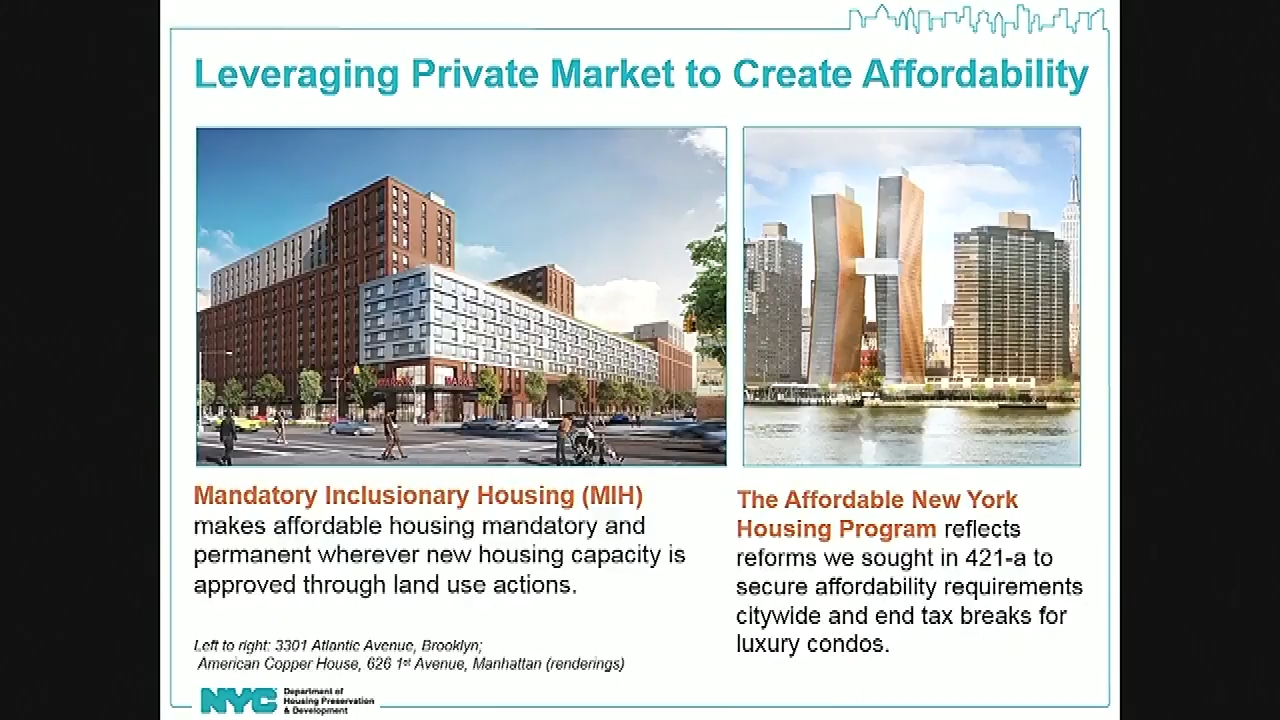 Leveraging Private Market to Create Affordability
MARKET
Mandatory Inclusionary Housing (MIH)
makes affordable housing mandatory and
permanent wherever new housing capacity is
approved through land use actions.
The Affordable New York
Housing Program reflects
reforms we sought in 421-a to
secure affordability requirements
citywide and end tax breaks for
luxury condos.
Left to right: 3301 Atlantic Avenue, Brooklyn;
American Copper House, 626 1st Avenue, Manhattan (renderings)
NYC
Department of
Housing Preservation
& Development